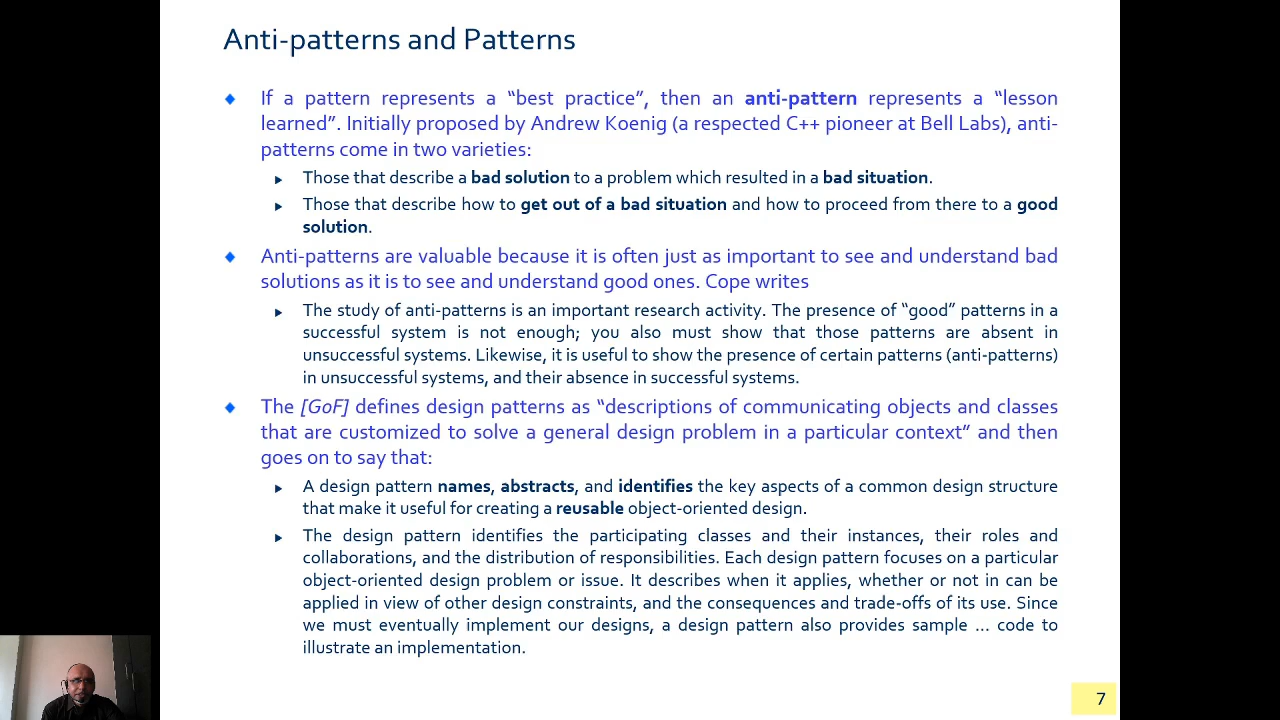 Anti-patterns and Patterns
If a pattern represents a “best practice”, then an anti-pattern represents a “lesson
learned”. Initially proposed by Andrew Koenig (a respected C++ pioneer at Bell Labs), anti-
patterns come in two varieties:
Those that describe a bad solution to a problem which resulted in a bad situation.
Those that describe how to get out of a bad situation and how to proceed from there to a good
solution.
Anti-patterns are valuable because it is often just as important to see and understand bad
solutions as it is to see and understand good ones. Cope writes
The study of anti-patterns is an important research activity. The presence of “good” patterns in a
successful system is not enough; you also must show that those patterns are absent in
unsuccessful systems. Likewise, it is useful to show the presence of certain patterns (anti-patterns)
in unsuccessful systems, and their absence in successful systems.
The [GoF] defines design patterns as “descriptions of communicating objects and classes
that are customized to solve a general design problem in a particular context” and then
goes on to say that:
A design pattern names, abstracts, and identifies the key aspects of a common design structure
that make it useful for creating a reusable object-oriented design.
The design pattern identifies the participating classes and their instances, their roles and
collaborations, and the distribution of responsibilities. Each design pattern focuses on a particular
object-oriented design problem or issue. It describes when it applies, whether or not in can be
applied in view of other design constraints, and the consequences and trade-offs of its use. Since
we must eventually implement our designs, a design pattern also provides sample ... code to
illustrate an implementation.
7